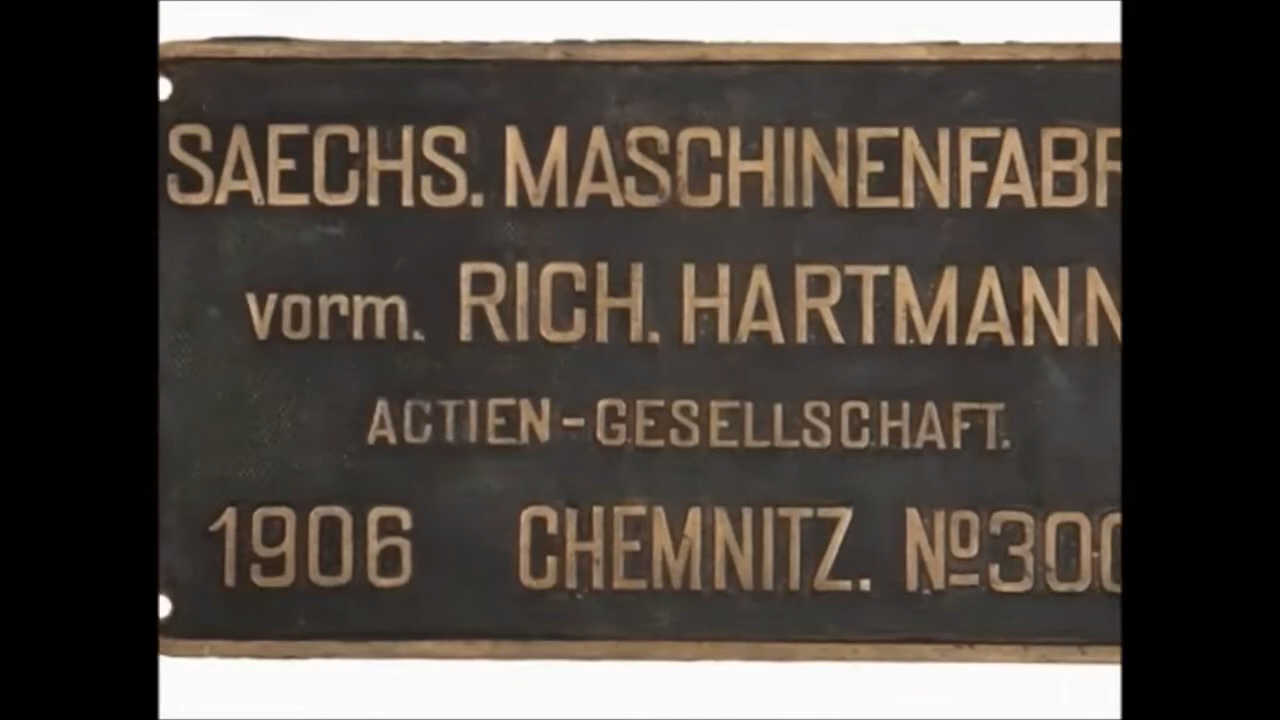 SAECHS. MASCHINENFABR
vorm. RICH. HARTMANN
ACTIEN-GESELLSCHAFT.
1906 CHEMNITZ. Nº300